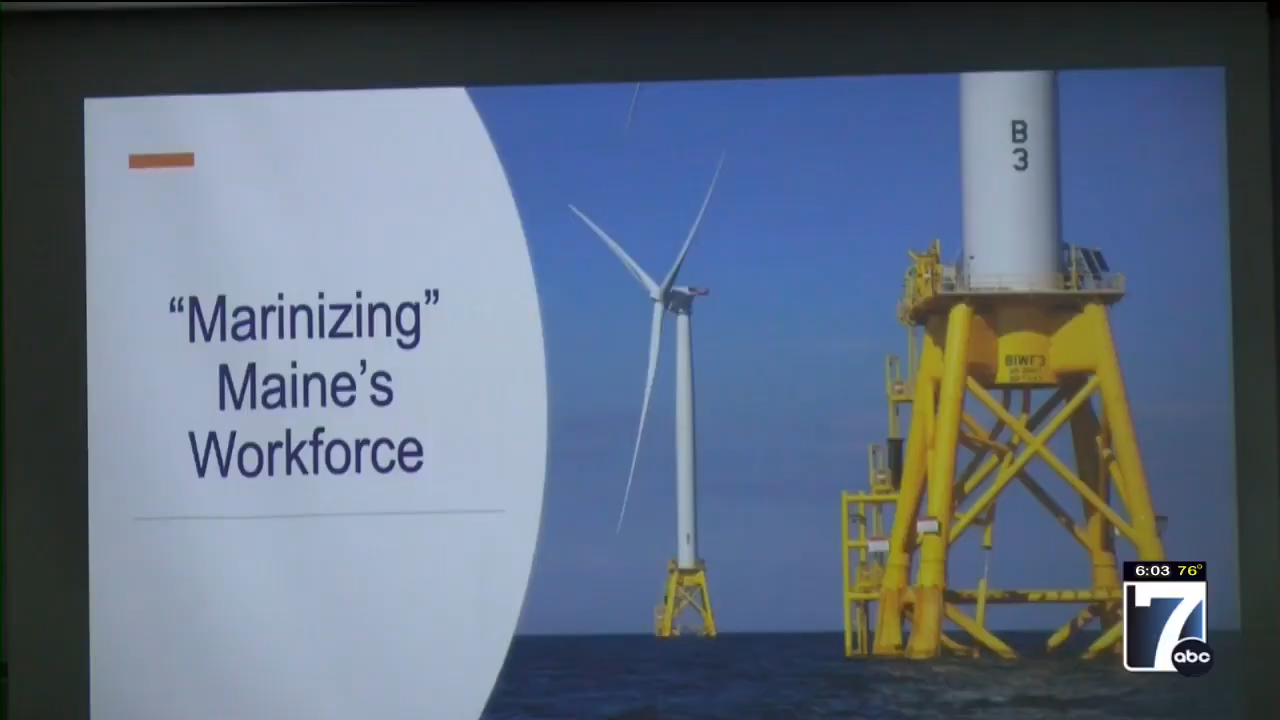 “Marinizing”
Maine’s
Workforce
B
3
BIWF3
6:03 76°
7
abc